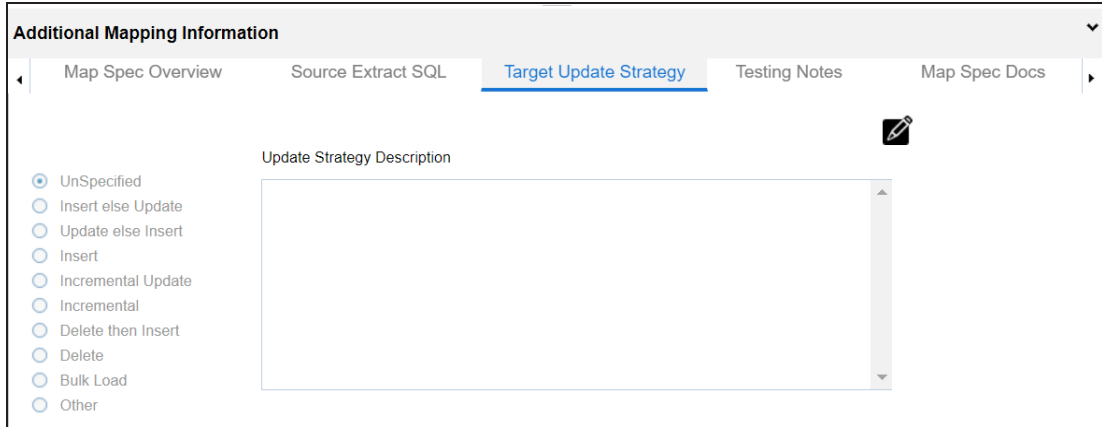 Additional Mapping Information
Map Spec Overview Source Extract SQL Target Update Strategy Testing Notes Map Spec Docs
Update Strategy Description
UnSpecified
Insert else Update
Update else Insert
Insert
Incremental Update
Incremental
Delete then Insert
Delete
Bulk Load
Other